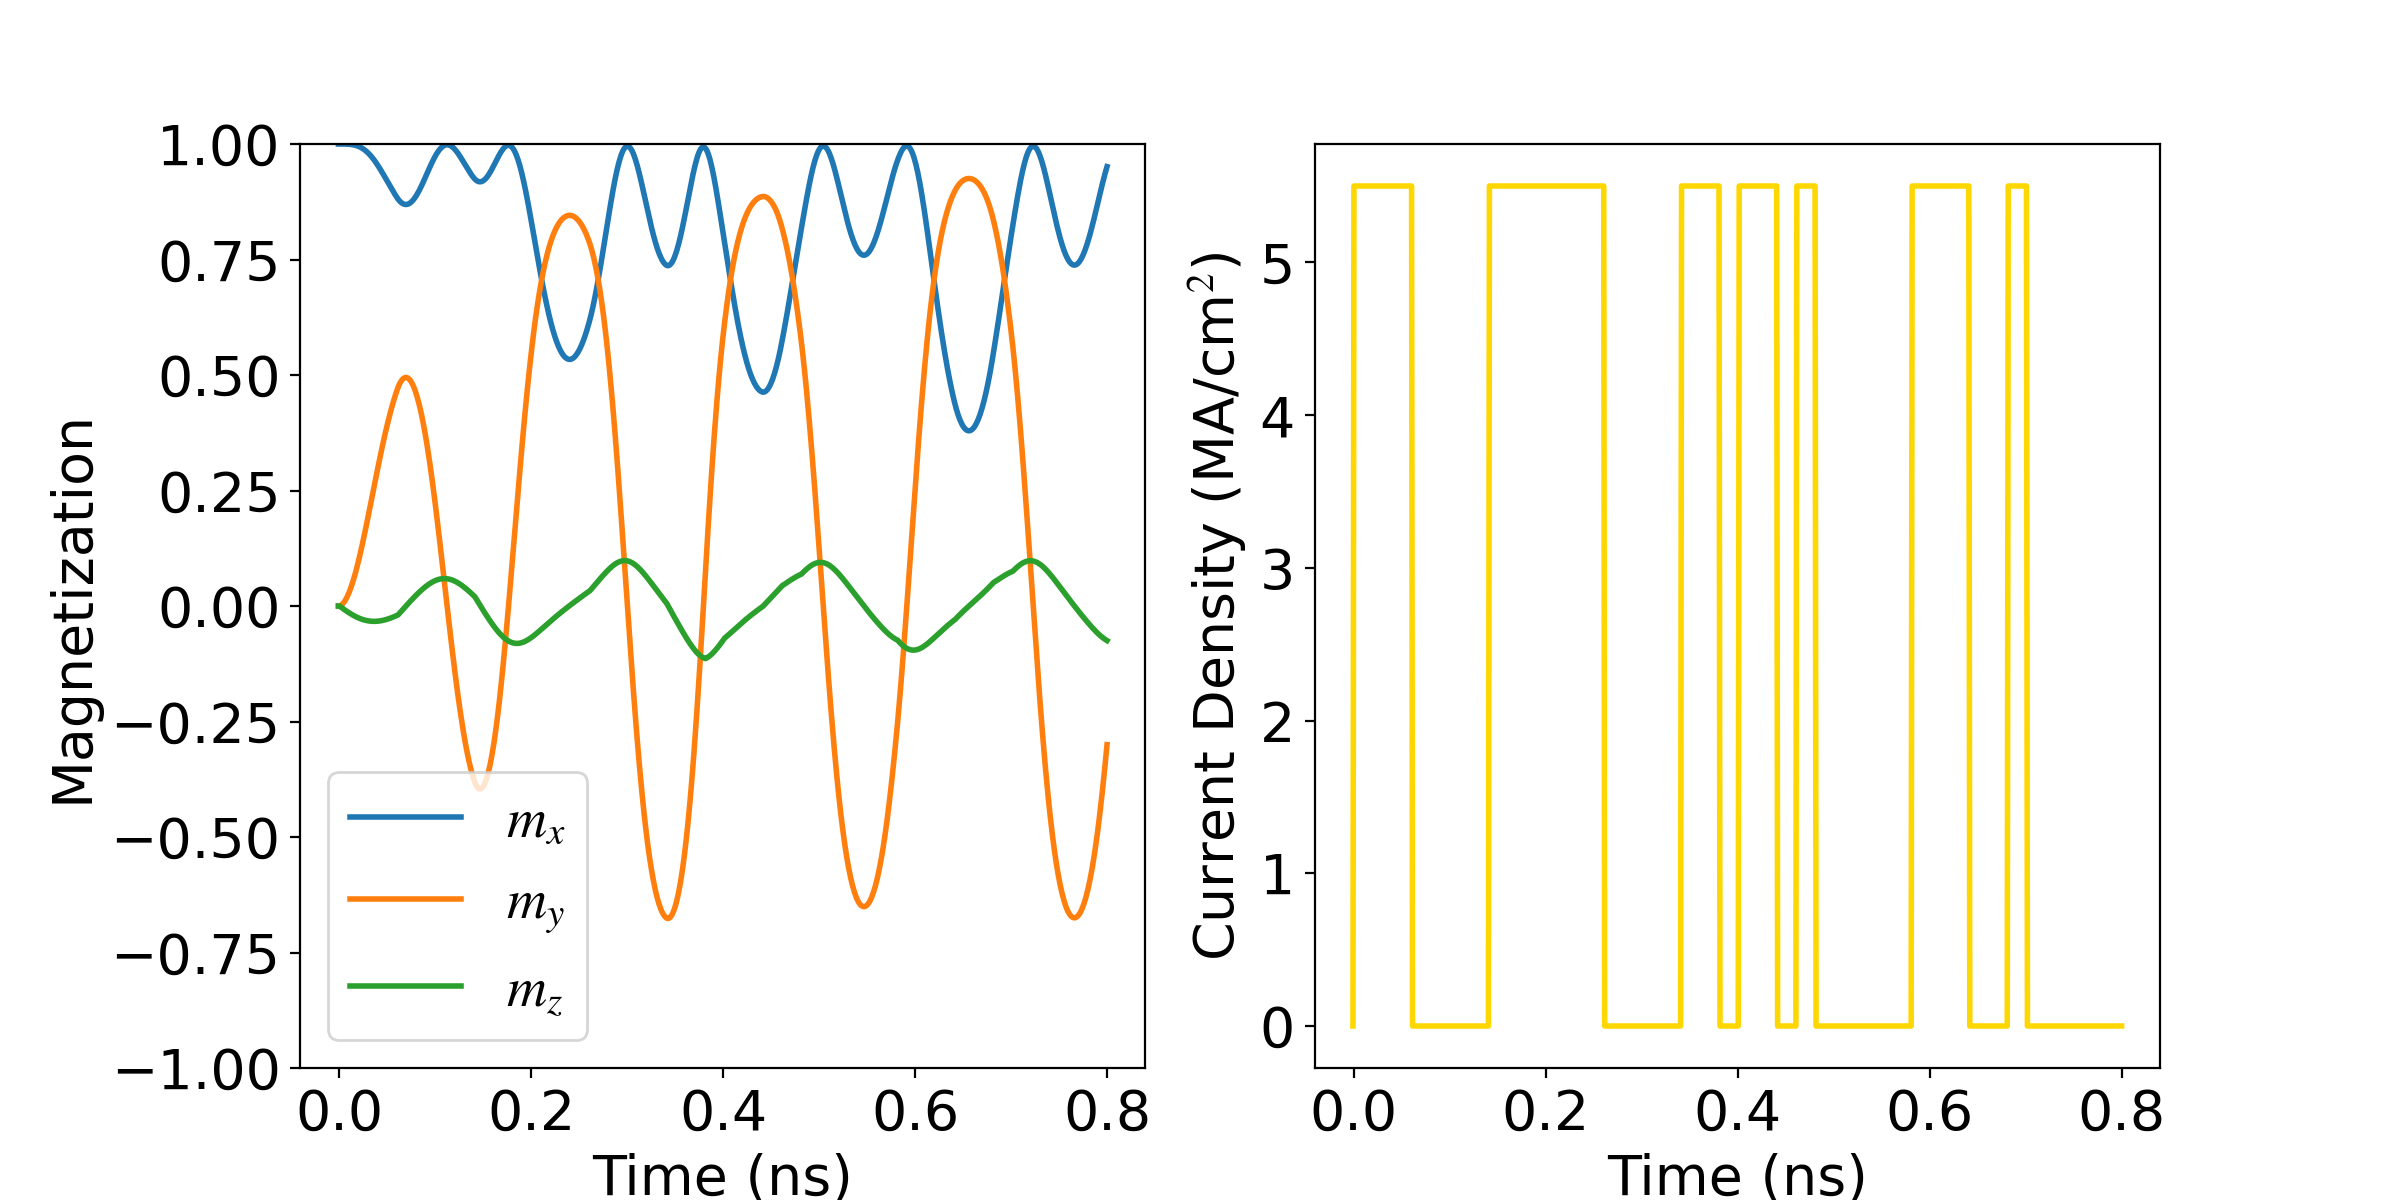 1.00
0.75
0.50
0.25
0.00
−0.25
−0.50
−0.75
−1.00
Magnetization
m_x
m_y
m_z
0.0 0.2 0.4 0.6 0.8
Time (ns)
Current Density (MA/cm²)
5
4
3
2
1
0
0.0 0.2 0.4 0.6 0.8
Time (ns)